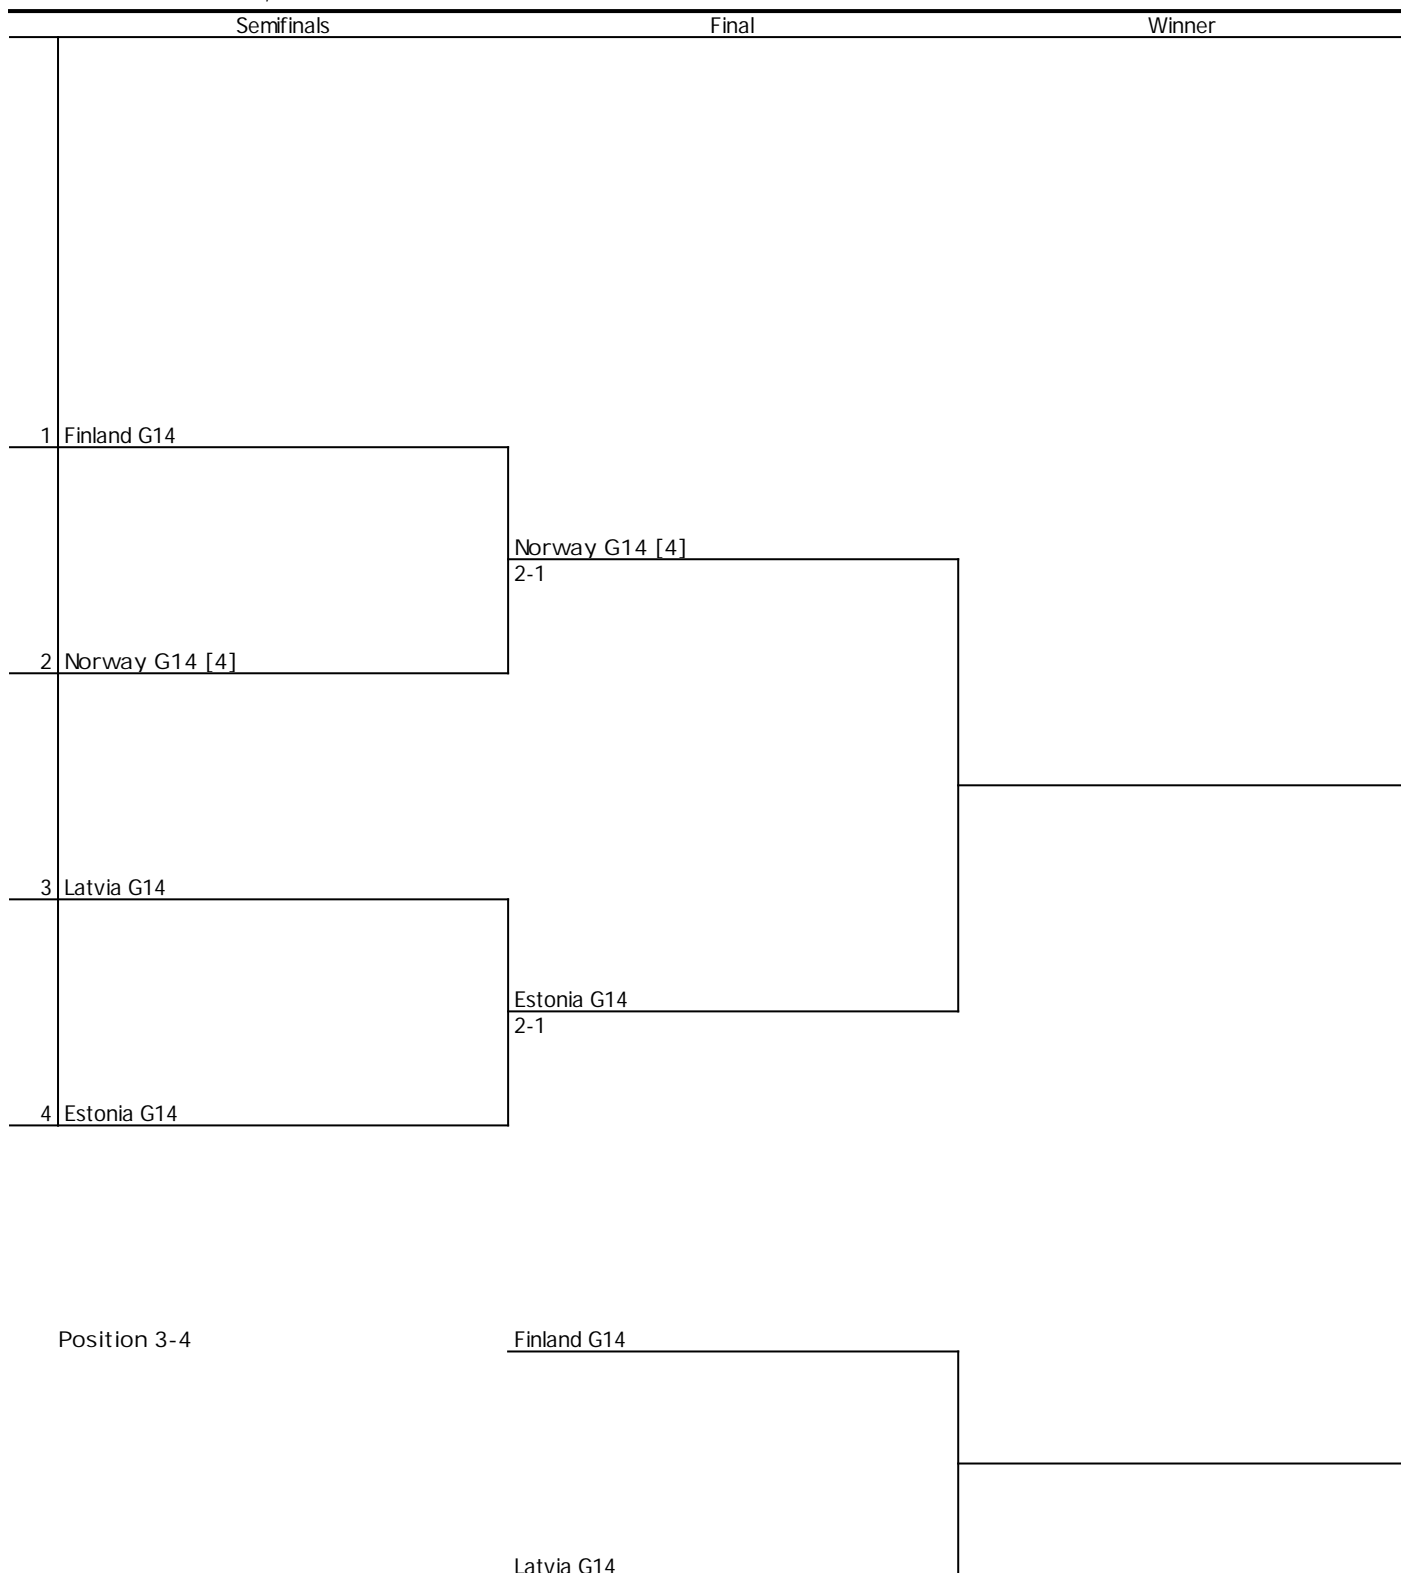 Semifinals Final Winner
1 Finland G14
Norway G14 [4]
2-1
2 Norway G14 [4]
3 Latvia G14
Estonia G14
2-1
4 Estonia G14
Position 3-4 Finland G14
Latvia G14